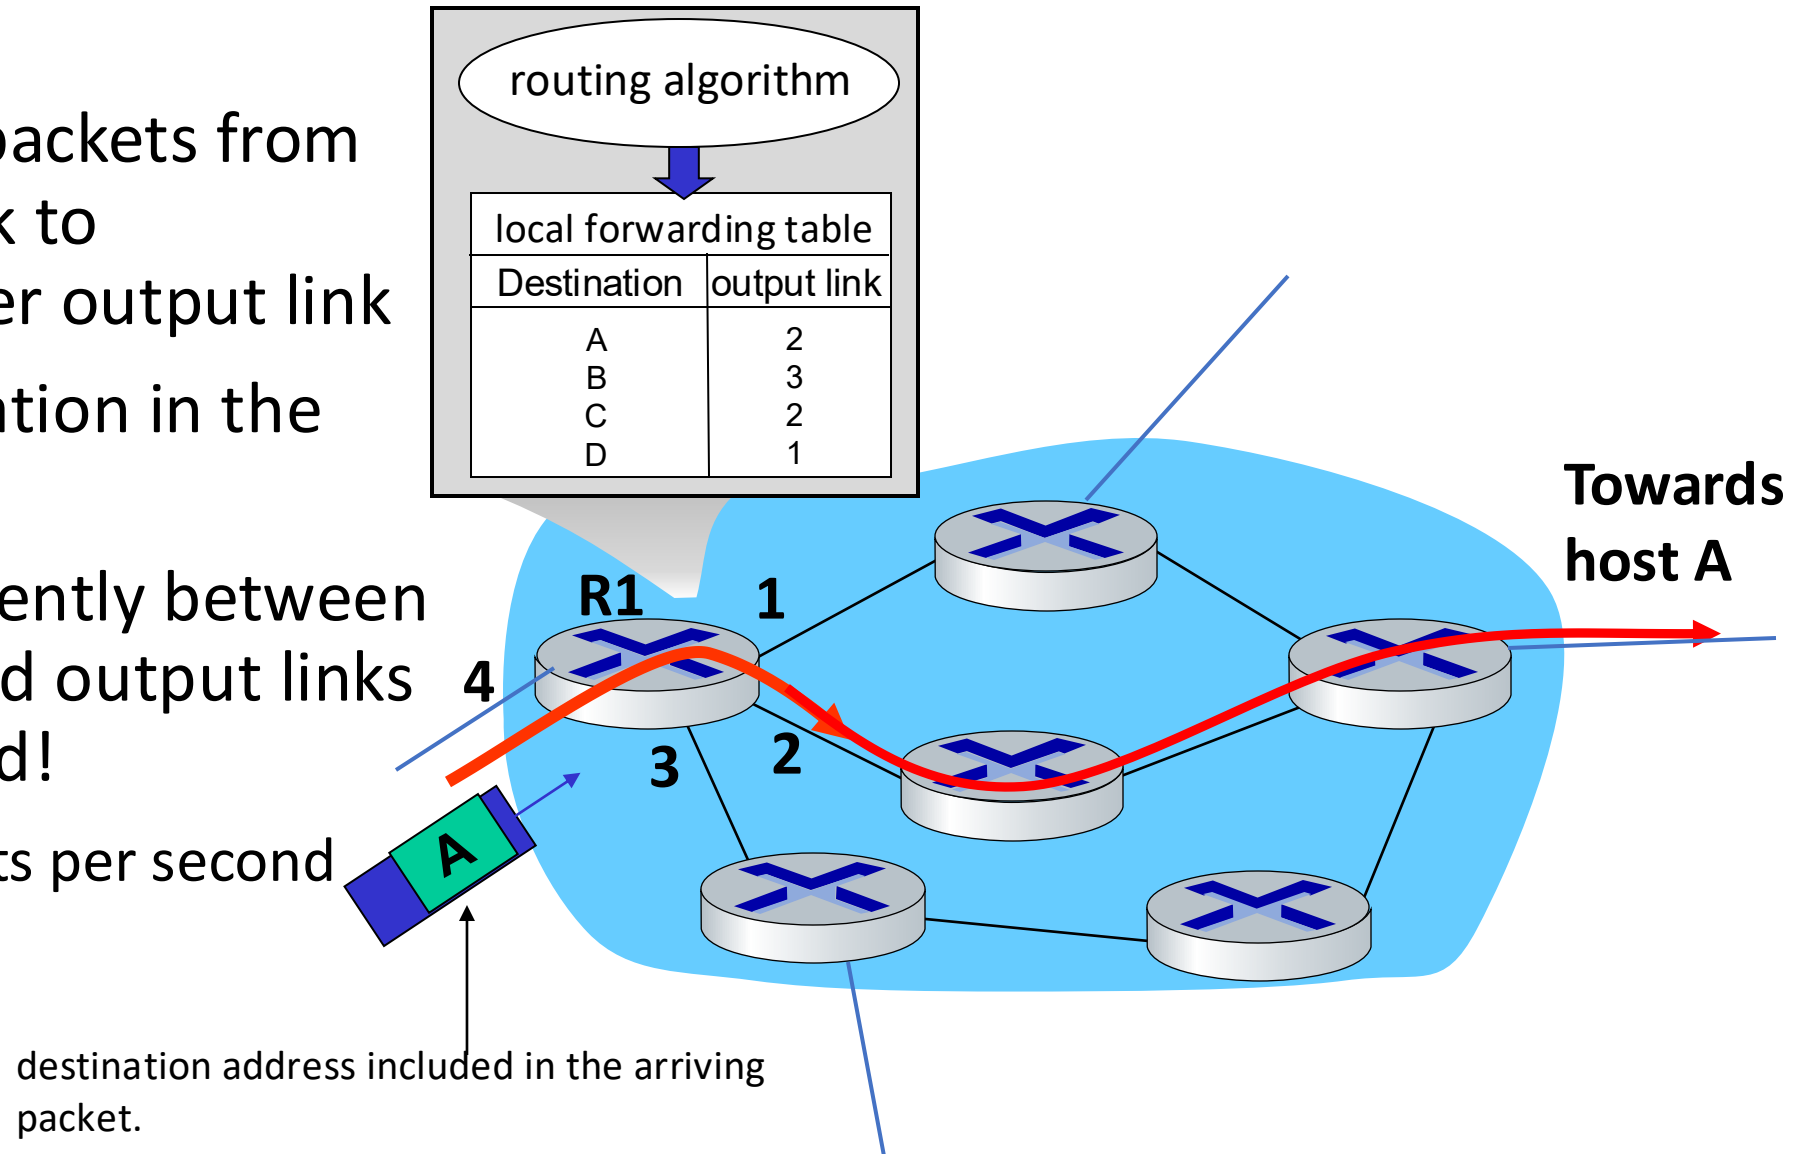 packets from
k to
er output link
ation in the
ently between
d output links
d!
ts per second
routing algorithm
local forwarding table
Destination output link
A 2
B 3
C 2
D 1
R1
1
2
3
4
A
Towards
host A
destination address included in the arriving
packet.